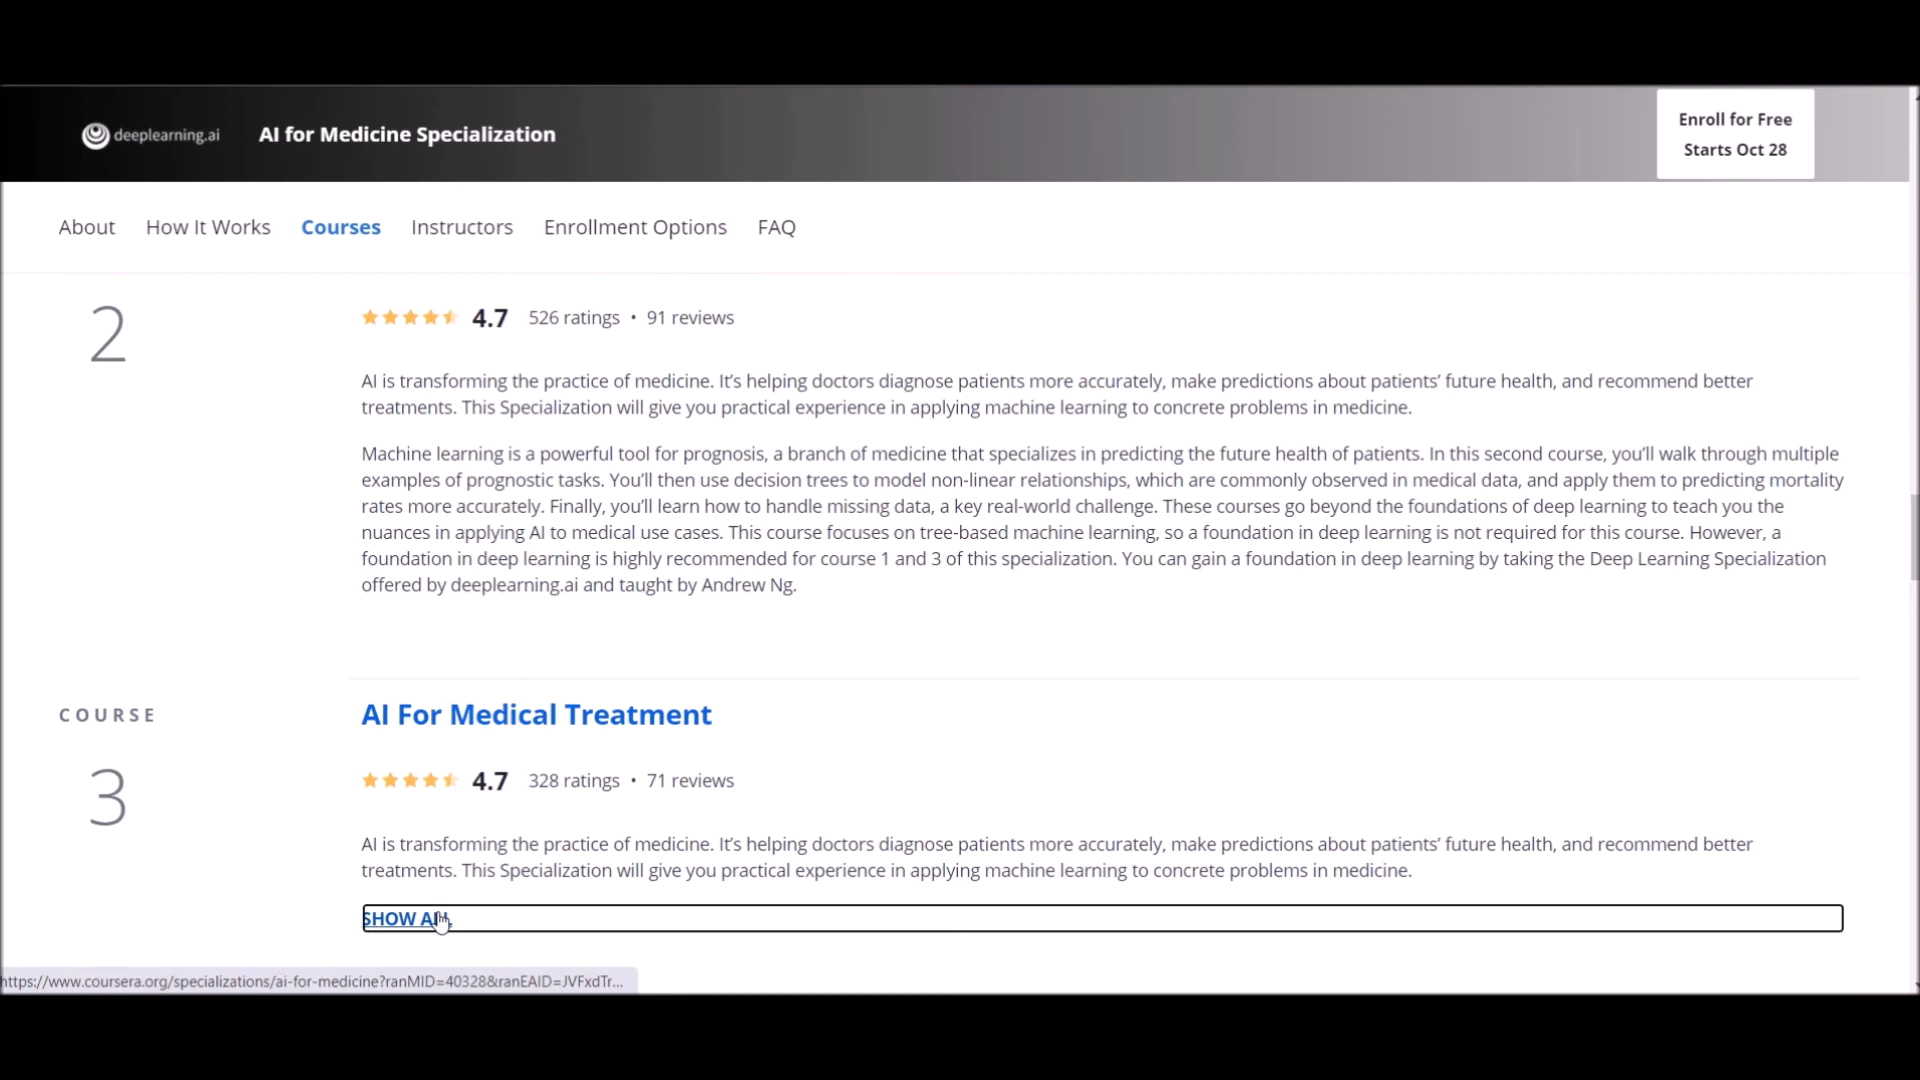 deeplearning.ai
AI for Medicine Specialization
Enroll for Free
Starts Oct 28
About How It Works Courses Instructors Enrollment Options FAQ
2
4.7 526 ratings • 91 reviews
AI is transforming the practice of medicine. It’s helping doctors diagnose patients more accurately, make predictions about patients’ future health, and recommend better
treatments. This Specialization will give you practical experience in applying machine learning to concrete problems in medicine.
Machine learning is a powerful tool for prognosis, a branch of medicine that specializes in predicting the future health of patients. In this second course, you’ll walk through multiple
examples of prognostic tasks. You’ll then use decision trees to model non-linear relationships, which are commonly observed in medical data, and apply them to predicting mortality
rates more accurately. Finally, you’ll learn how to handle missing data, a key real-world challenge. These courses go beyond the foundations of deep learning to teach you the
nuances in applying AI to medical use cases. This course focuses on tree-based machine learning, so a foundation in deep learning is not required for this course. However, a
foundation in deep learning is highly recommended for course 1 and 3 of this specialization. You can gain a foundation in deep learning by taking the Deep Learning Specialization
offered by deeplearning.ai and taught by Andrew Ng.
COURSE
3
AI For Medical Treatment
4.7 328 ratings • 71 reviews
AI is transforming the practice of medicine. It’s helping doctors diagnose patients more accurately, make predictions about patients’ future health, and recommend better
treatments. This Specialization will give you practical experience in applying machine learning to concrete problems in medicine.
SHOW ALL
https://www.coursera.org/specializations/ai-for-medicine?ranMID=40328&ranEAID=JVFxdTr...